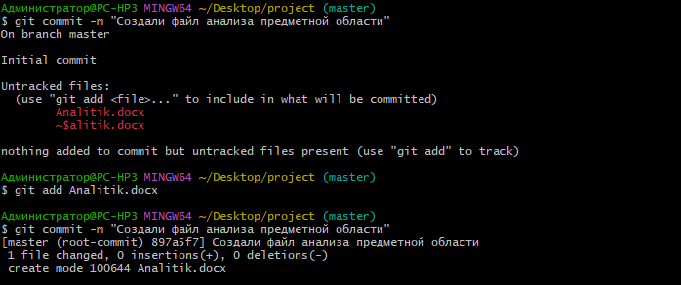 Администратор@PC-HP3 MINGW64 ~/Desktop/project (master)
$ git commit -m "Создали файл анализа предметной области"
On branch master
Initial commit
Untracked files:
(use "git add <file>..." to include in what will be committed)
Analitik.docx
~$alitik.docx
nothing added to commit but untracked files present (use "git add" to track)
Администратор@PC-HP3 MINGW64 ~/Desktop/project (master)
$ git add Analitik.docx
Администратор@PC-HP3 MINGW64 ~/Desktop/project (master)
$ git commit -m "Создали файл анализа предметной области"
[master (root-commit) 897a5f7] Создали файл анализа предметной области
1 file changed, 0 insertions(+), 0 deletions(-)
create mode 100644 Analitik.docx